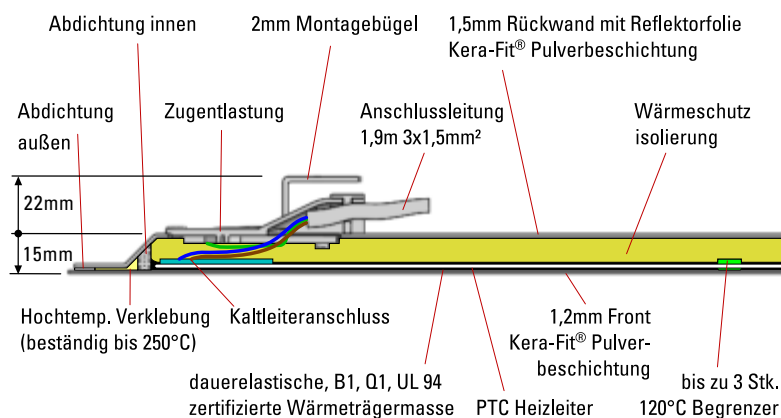 Abdichtung innen
2mm Montagebügel
1,5mm Rückwand mit Reflektorfolie
Kera-Fit® Pulverbeschichtung
Abdichtung
außen
Zugentlastung
Anschlussleitung
1,9m 3x1,5mm²
Wärmeschutz
isolierung
22mm
15mm
Hochtemp. Verklebung
(beständig bis 250°C)
Kaltleiteranschluss
1,2mm Front
Kera-Fit® Pulver-
beschichtung
dauerelastische, B1, Q1, UL 94
zertifizierte Wärmeträgermasse
PTC Heizleiter
bis zu 3 Stk.
120°C Begrenzer